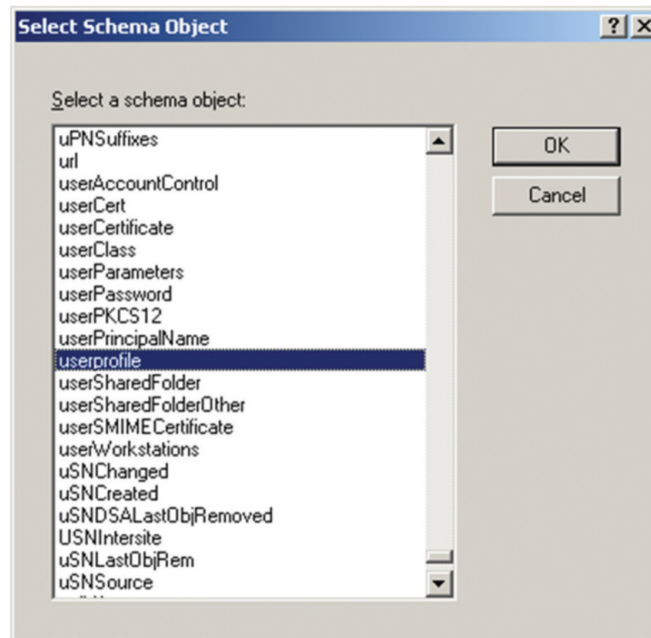 Select Schema Object
Select a schema object:
uPNSuffixes
url
userAccountControl
userCert
userCertificate
userClass
userParameters
userPassword
userPKCS12
userPrincipalName
userprofile
userSharedFolder
userSharedFolderOther
userSMIMECertificate
userWorkstations
uSNChanged
uSNCreated
uSNDSALastObjRemoved
USNIntersite
uSNLastObjRem
uSNSource
OK
Cancel